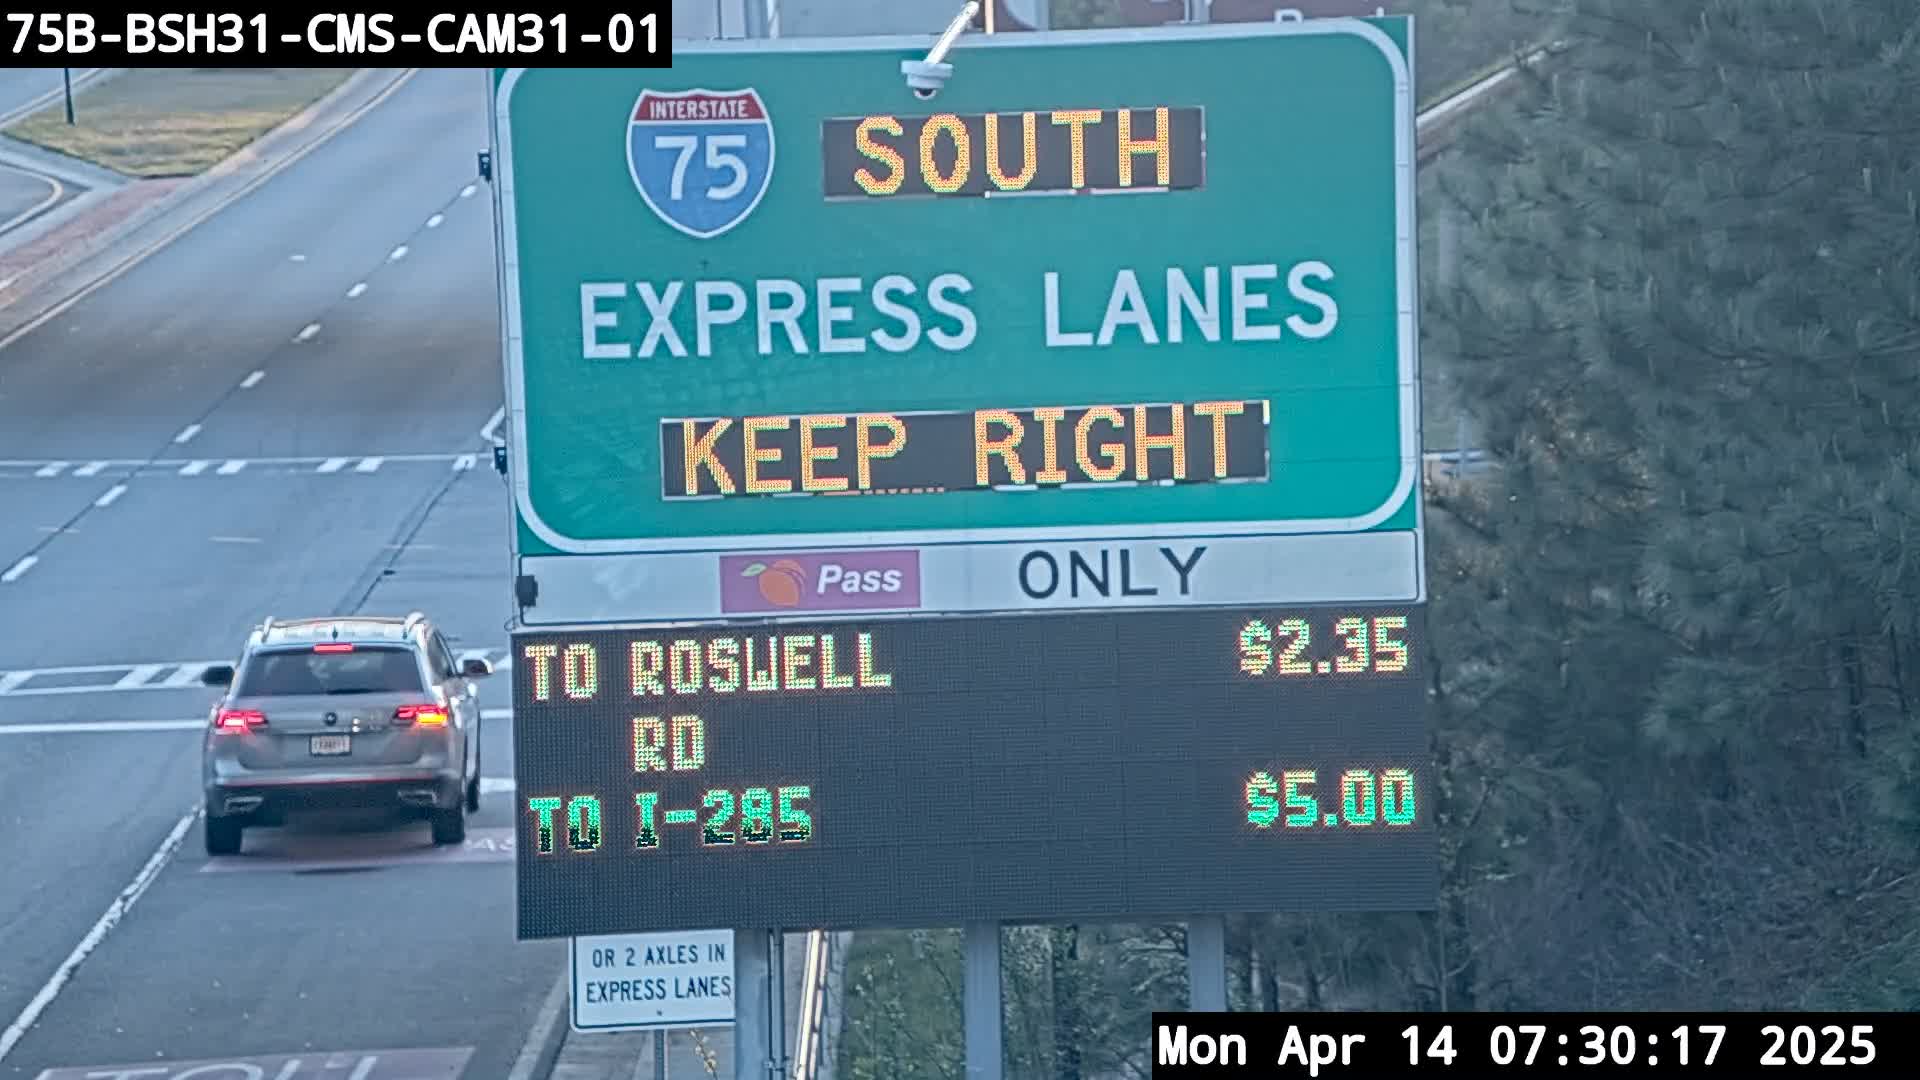 75B-BSH31-CMS-CAM31-01
INTERSTATE
75
SOUTH
EXPRESS LANES
KEEP RIGHT
Pass
ONLY
TO ROSWELL $2.35
RD
TO I-285 $5.00
OR 2 AXLES IN
EXPRESS LANES
Mon Apr 14 07:30:17 2025